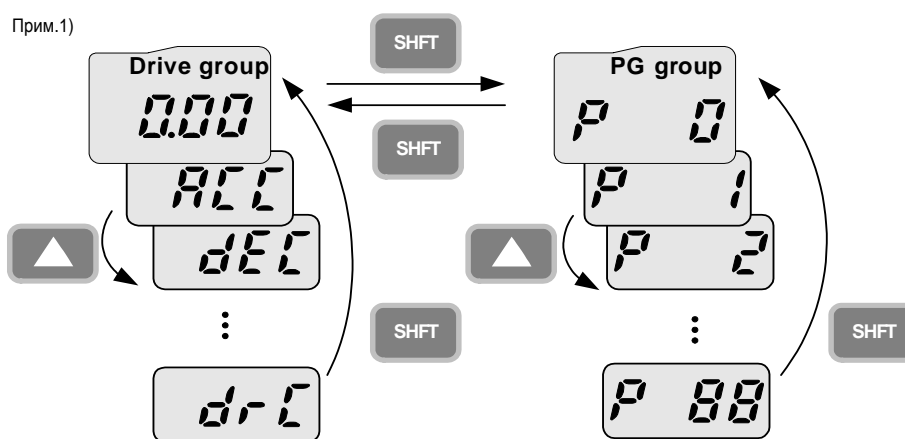 Прим.1)
SHFT
Drive group
PG group
0.00
P 0
SHFT
ACC
P 1
dEC
P 2
SHFT
SHFT
drC
P 88